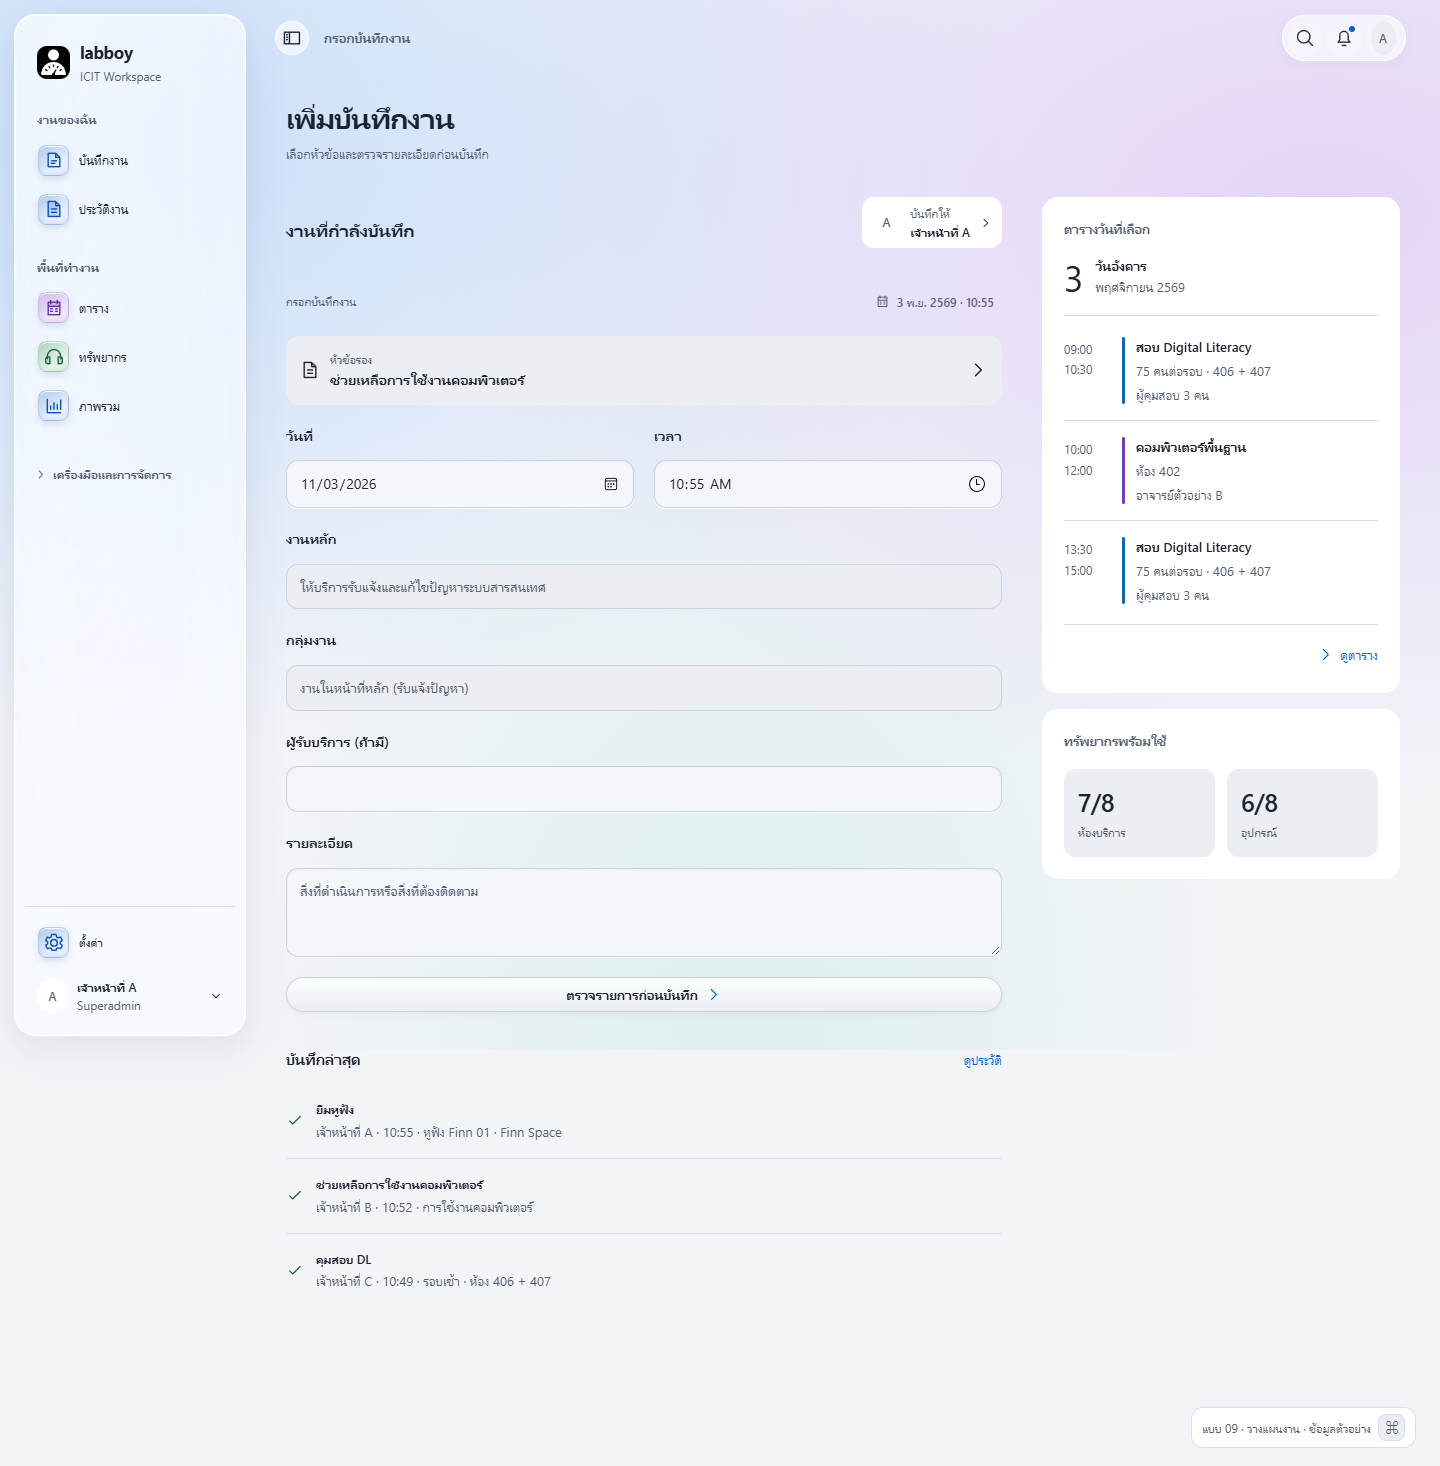 labboy
ICIT Workspace
งานของฉัน
บันทึกงาน
ประวัติงาน
พื้นที่ทำงาน
ตาราง
ทรัพยากร
ภาพรวม
เครื่องมือและการจัดการ
ตั้งค่า
A
เจ้าหน้าที่ A
Superadmin
กรอกบันทึกงาน
A
เพิ่มบันทึกงาน
เลือกหัวข้อและตรวจรายละเอียดก่อนบันทึก
งานที่กำลังบันทึก
A
บันทึกให้
เจ้าหน้าที่ A
กรอกบันทึกงาน
3 พ.ย. 2569 · 10:55
หัวข้อรอง
ช่วยเหลือการใช้งานคอมพิวเตอร์
วันที่
เวลา
11/03/2026
10:55 AM
งานหลัก
ให้บริการรับแจ้งและแก้ไขปัญหาระบบสารสนเทศ
กลุ่มงาน
งานในหน้าที่หลัก (รับแจ้งปัญหา)
ผู้รับบริการ (ถ้ามี)
รายละเอียด
สิ่งที่ดำเนินการหรือสิ่งที่ต้องติดตาม
ตรวจรายการก่อนบันทึก
บันทึกล่าสุด
ดูประวัติ
ยืมหูฟัง
เจ้าหน้าที่ A · 10:55 · หูฟัง Finn 01 · Finn Space
ช่วยเหลือการใช้งานคอมพิวเตอร์
เจ้าหน้าที่ B · 10:52 · การใช้งานคอมพิวเตอร์
คุมสอบ DL
เจ้าหน้าที่ C · 10:49 · รอบเช้า · ห้อง 406 + 407
ตารางวันที่เลือก
3
วันอังคาร
พฤศจิกายน 2569
09:00
10:30
สอบ Digital Literacy
75 คนต่อรอบ · 406 + 407
ผู้คุมสอบ 3 คน
10:00
12:00
คอมพิวเตอร์พื้นฐาน
ห้อง 402
อาจารย์ตัวอย่าง B
13:30
15:00
สอบ Digital Literacy
75 คนต่อรอบ · 406 + 407
ผู้คุมสอบ 3 คน
ดูตาราง
ทรัพยากรพร้อมใช้
7/8
ห้องบริการ
6/8
อุปกรณ์
แบบ 09 · วางแผนงาน · ข้อมูลตัวอย่าง ⌘